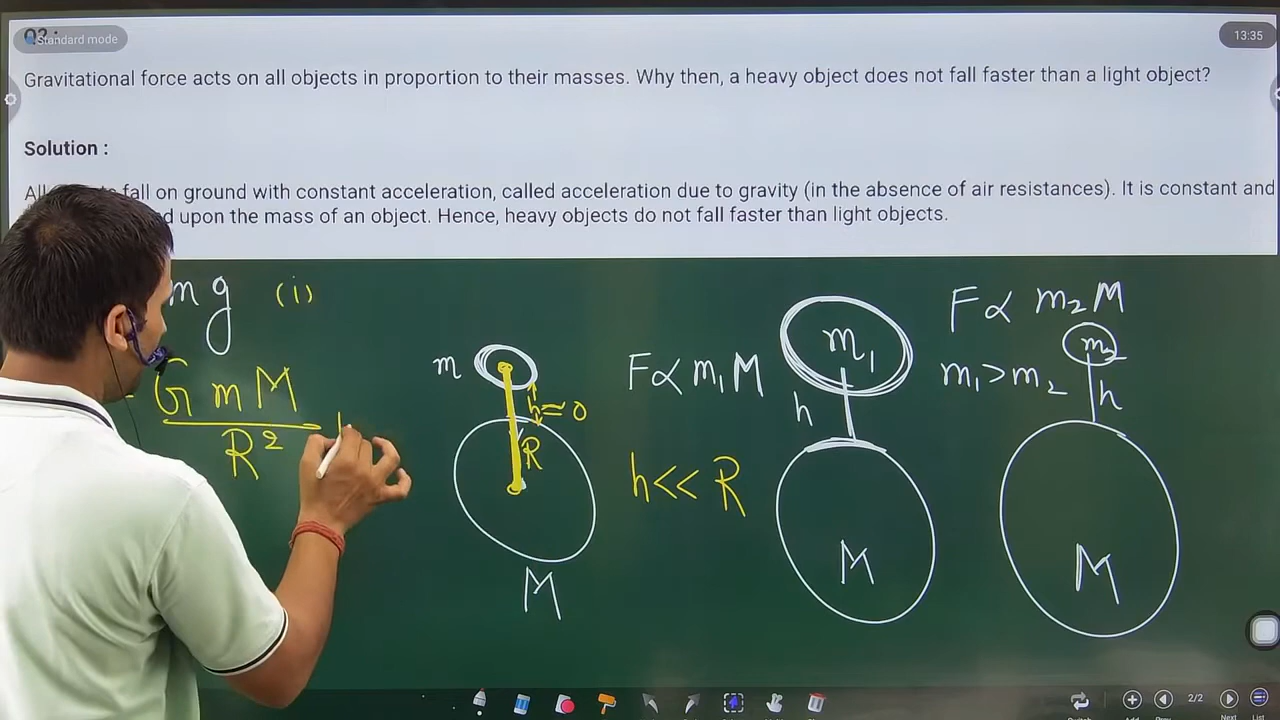 Standard mode
13:35
Gravitational force acts on all objects in proportion to their masses. Why then, a heavy object does not fall faster than a light object?
Solution :
fall on ground with constant acceleration, called acceleration due to gravity (in the absence of air resistances). It is constant and
upon the mass of an object. Hence, heavy objects do not fall faster than light objects.
mg (i)
G m M
R²
m
h≈0
R
M
F∝ m₁M
h<<R
m₁
h
M
F∝ m₂M
m₁>m₂
m₂
h
M
2/2
Add
Next
List